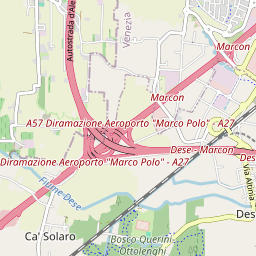 Autostrada d'Ale
Venezia
Marcon
Marcon
A57 Diramazione Aeroporto "Marco Polo" - A27
Dese - Marcon
Dese
Diramazione Aeroporto "Marco Polo" - A27
Via Altinia
Fiume Dese
Des
Ca' Solaro
Bosco Querini
Ottolenghi